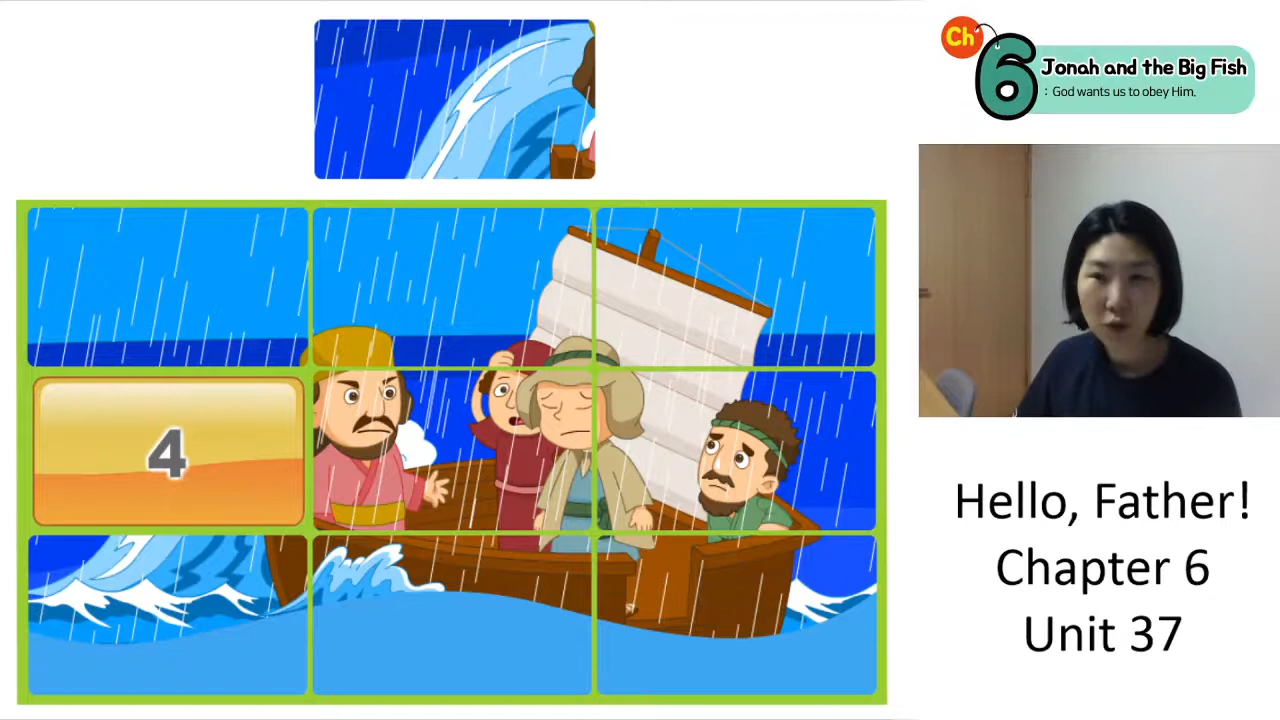 Ch
6
Jonah and the Big Fish
: God wants us to obey Him.
4
Hello, Father!
Chapter 6
Unit 37